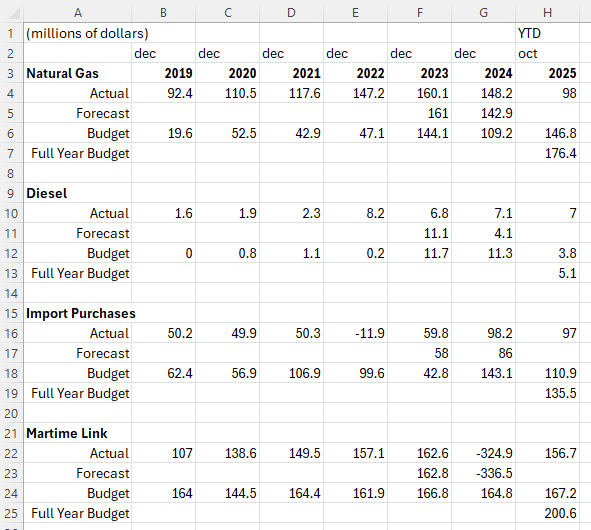 A B C D E F G H
1 (millions of dollars) YTD
2 dec dec dec dec dec dec oct
3 Natural Gas 2019 2020 2021 2022 2023 2024 2025
4 Actual 92.4 110.5 117.6 147.2 160.1 148.2 98
5 Forecast 161 142.9
6 Budget 19.6 52.5 42.9 47.1 144.1 109.2 146.8
7 Full Year Budget 176.4
8
9 Diesel
10 Actual 1.6 1.9 2.3 8.2 6.8 7.1 7
11 Forecast 11.1 4.1
12 Budget 0 0.8 1.1 0.2 11.7 11.3 3.8
13 Full Year Budget 5.1
14
15 Import Purchases
16 Actual 50.2 49.9 50.3 -11.9 59.8 98.2 97
17 Forecast 58 86
18 Budget 62.4 56.9 106.9 99.6 42.8 143.1 110.9
19 Full Year Budget 135.5
20
21 Martime Link
22 Actual 107 138.6 149.5 157.1 162.6 -324.9 156.7
23 Forecast 162.8 -336.5
24 Budget 164 144.5 164.4 161.9 166.8 164.8 167.2
25 Full Year Budget 200.6